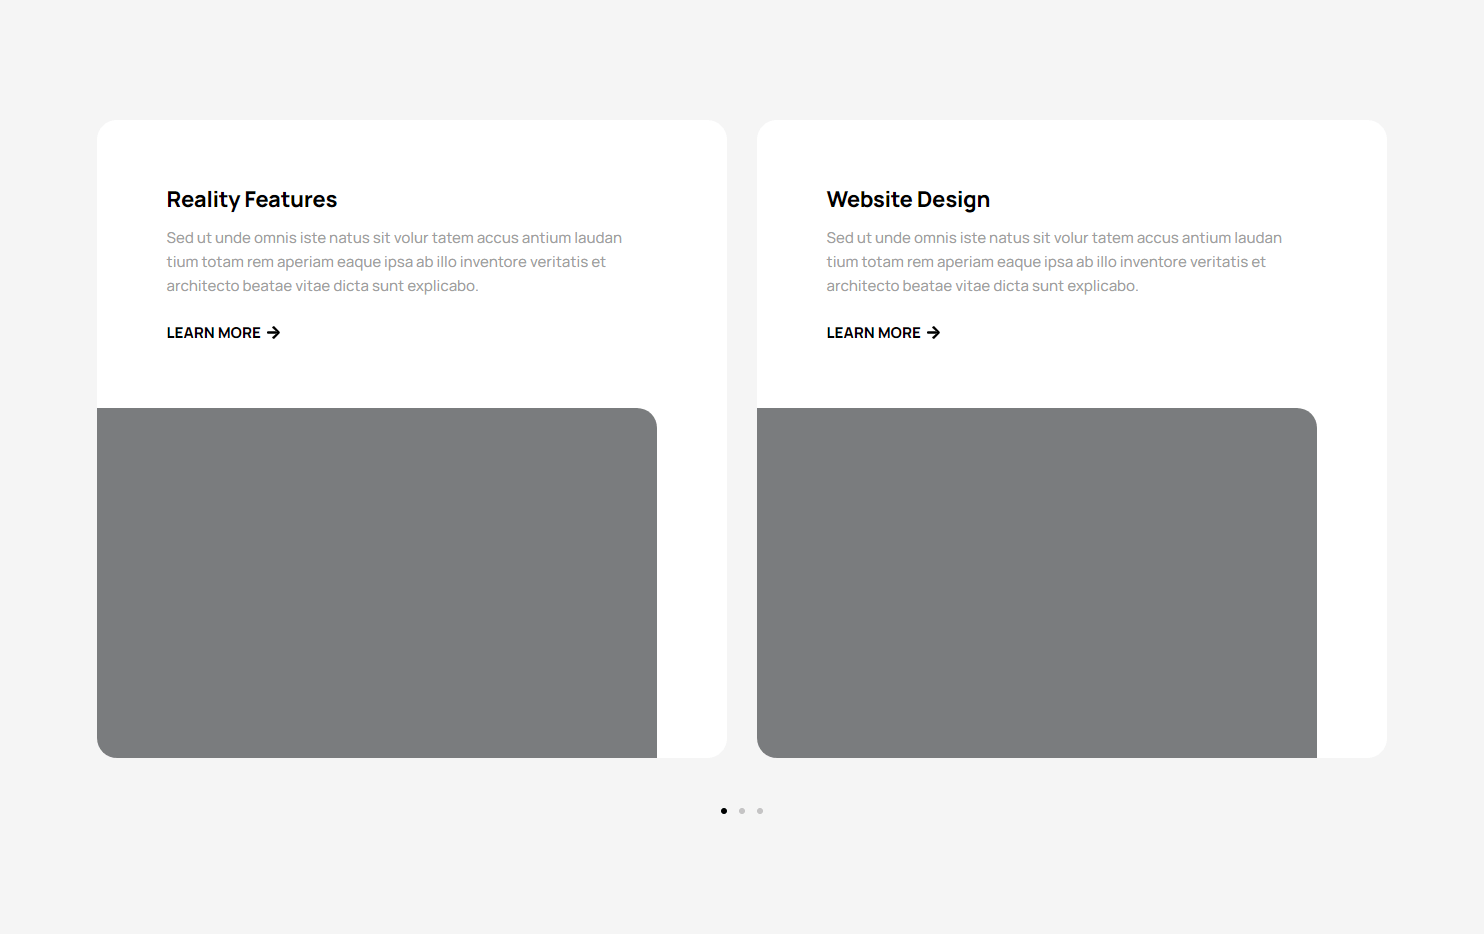 Reality Features
Sed ut unde omnis iste natus sit volur tatem accus antium laudan
tium totam rem aperiam eaque ipsa ab illo inventore veritatis et
architecto beatae vitae dicta sunt explicabo.
LEARN MORE
Website Design
Sed ut unde omnis iste natus sit volur tatem accus antium laudan
tium totam rem aperiam eaque ipsa ab illo inventore veritatis et
architecto beatae vitae dicta sunt explicabo.
LEARN MORE